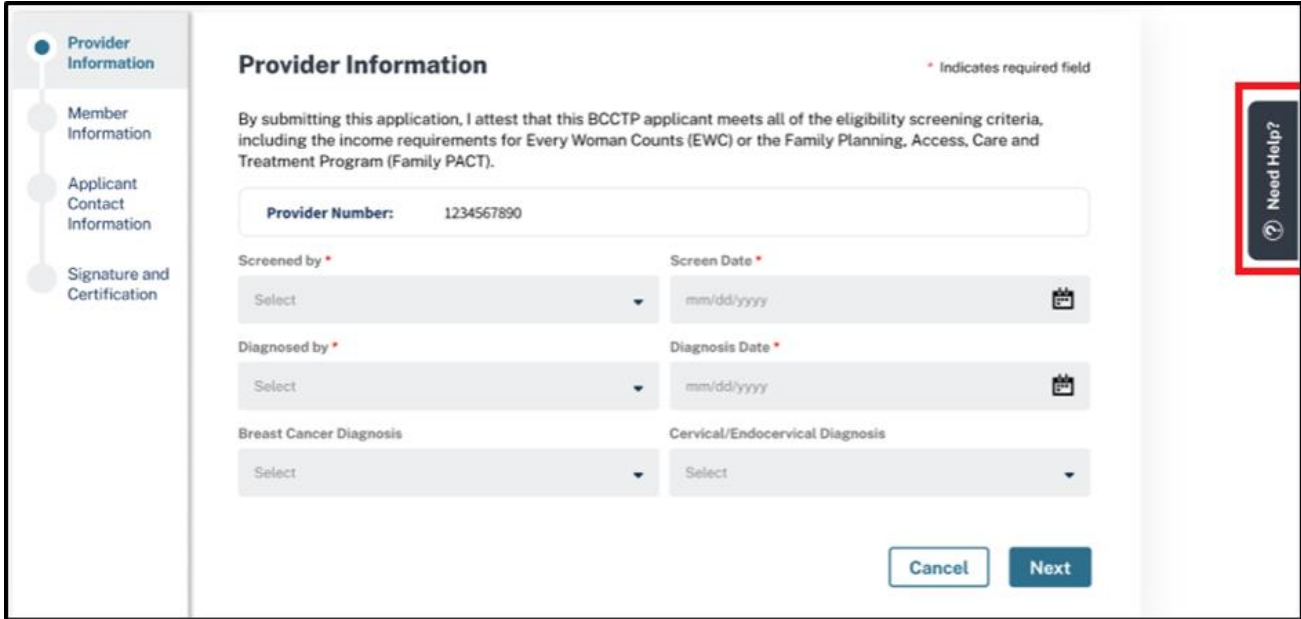 Provider
Information
Member
Information
Applicant
Contact
Information
Signature and
Certification
Provider Information
* Indicates required field
By submitting this application, I attest that this BCCTP applicant meets all of the eligibility screening criteria,
including the income requirements for Every Woman Counts (EWC) or the Family Planning, Access, Care and
Treatment Program (Family PACT).
Provider Number: 1234567890
Screened by *
Screen Date *
Select
mm/dd/yyyy
Diagnosed by *
Diagnosis Date *
Select
mm/dd/yyyy
Breast Cancer Diagnosis
Cervical/Endocervical Diagnosis
Select
Select
Cancel
Next
? Need Help?